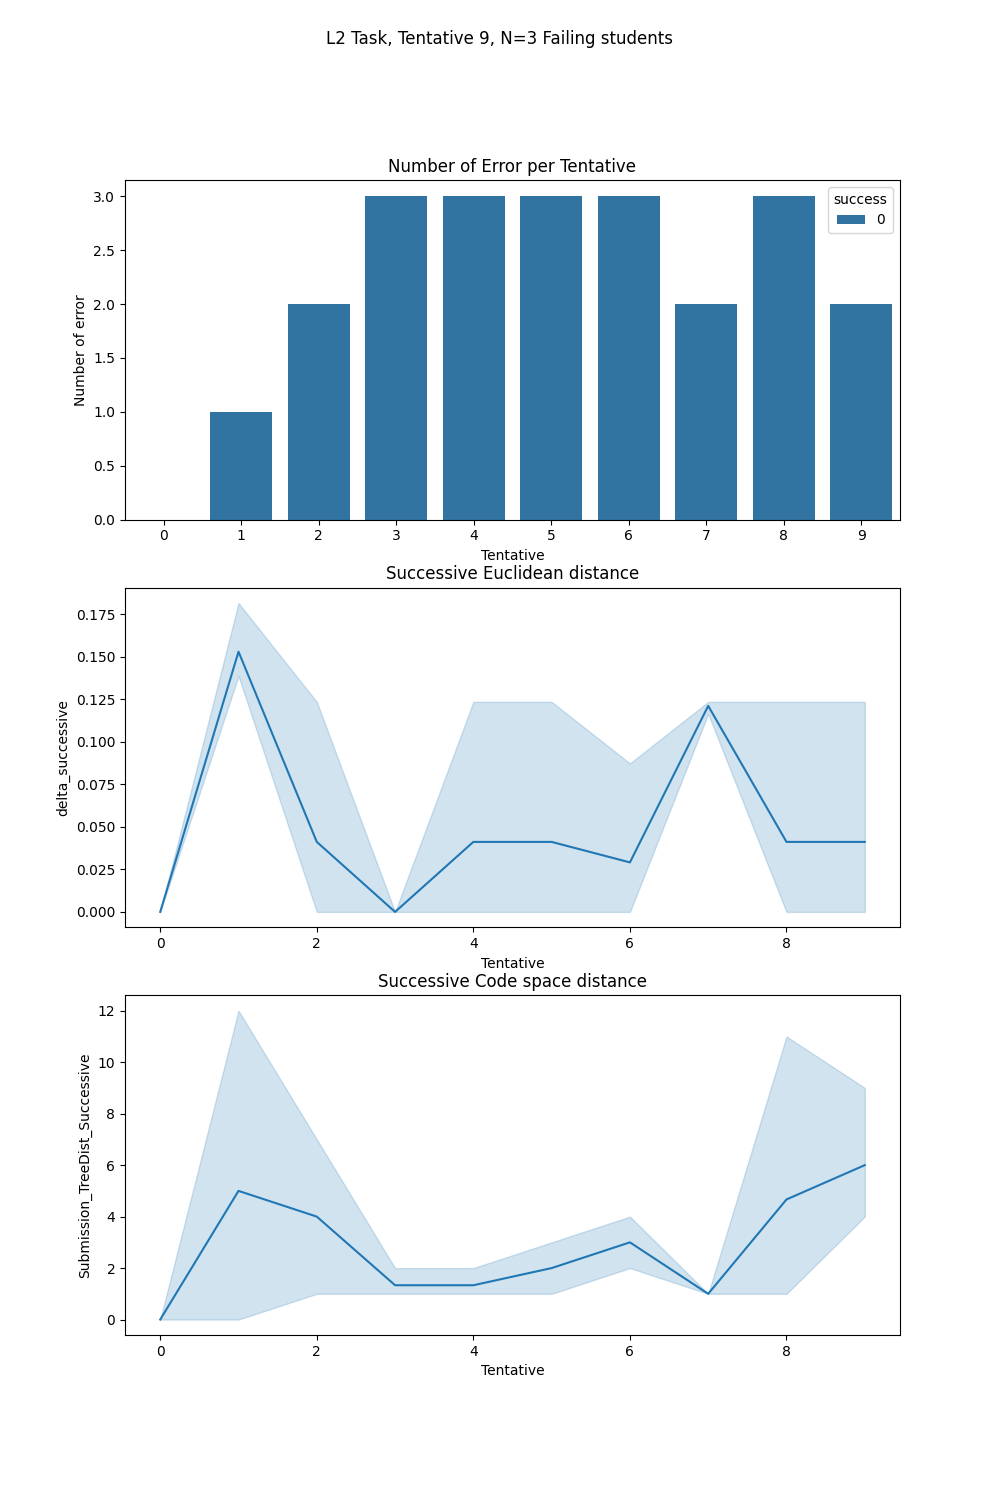 L2 Task, Tentative 9, N=3 Failing students
Number of Error per Tentative
3.0
2.5
2.0
1.5
1.0
0.5
0.0
Number of error
success
0
0 1 2 3 4 5 6 7 8 9
Tentative
Successive Euclidean distance
0.175
0.150
0.125
0.100
0.075
0.050
0.025
0.000
delta_successive
0 2 4 6 8
Tentative
Successive Code space distance
12
10
8
6
4
2
0
Submission_TreeDist_Successive
0 2 4 6 8
Tentative